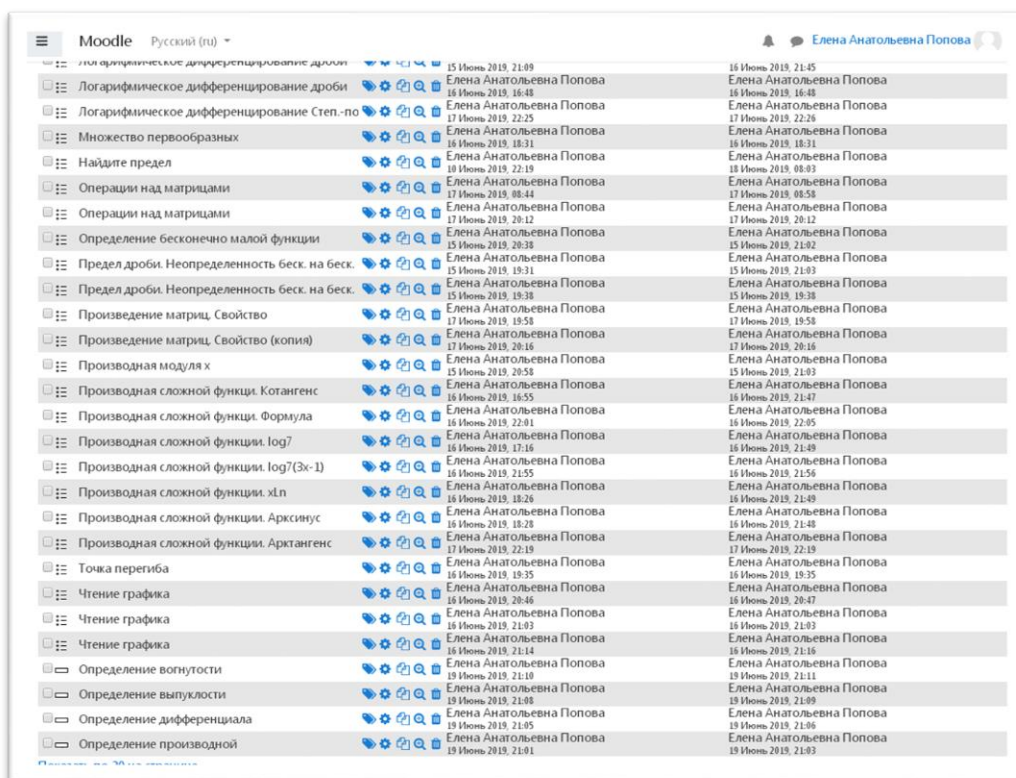 Moodle Русский (ru) Елена Анатольевна Попова
Логарифмическое дифференцирование дроби 15 Июнь 2019, 21:09 16 Июнь 2019, 21:45
Елена Анатольевна Попова Елена Анатольевна Попова
Логарифмическое дифференцирование дроби 16 Июнь 2019, 16:48 16 Июнь 2019, 16:48
Елена Анатольевна Попова Елена Анатольевна Попова
Логарифмическое дифференцирование Степ.-по 17 Июнь 2019, 22:25 17 Июнь 2019, 22:26
Елена Анатольевна Попова Елена Анатольевна Попова
Множество первообразных 16 Июнь 2019, 18:31 16 Июнь 2019, 18:31
Елена Анатольевна Попова Елена Анатольевна Попова
Найдите предел 10 Июнь 2019, 22:19 18 Июнь 2019, 08:03
Елена Анатольевна Попова Елена Анатольевна Попова
Операции над матрицами 17 Июнь 2019, 08:44 17 Июнь 2019, 08:58
Елена Анатольевна Попова Елена Анатольевна Попова
Операции над матрицами 17 Июнь 2019, 20:12 17 Июнь 2019, 20:12
Елена Анатольевна Попова Елена Анатольевна Попова
Определение бесконечно малой функции 15 Июнь 2019, 20:38 15 Июнь 2019, 21:02
Елена Анатольевна Попова Елена Анатольевна Попова
Предел дроби. Неопределенность беск. на беск. 15 Июнь 2019, 19:31 15 Июнь 2019, 21:03
Елена Анатольевна Попова Елена Анатольевна Попова
Предел дроби. Неопределенность беск. на беск. 15 Июнь 2019, 19:38 15 Июнь 2019, 19:38
Елена Анатольевна Попова Елена Анатольевна Попова
Произведение матриц. Свойство 17 Июнь 2019, 19:58 17 Июнь 2019, 19:58
Елена Анатольевна Попова Елена Анатольевна Попова
Произведение матриц. Свойство (копия) 17 Июнь 2019, 20:16 17 Июнь 2019, 20:16
Елена Анатольевна Попова Елена Анатольевна Попова
Производная модуля x 15 Июнь 2019, 20:58 15 Июнь 2019, 21:03
Елена Анатольевна Попова Елена Анатольевна Попова
Производная сложной функци. Котангенс 16 Июнь 2019, 16:55 16 Июнь 2019, 21:47
Елена Анатольевна Попова Елена Анатольевна Попова
Производная сложной функци. Формула 16 Июнь 2019, 22:01 16 Июнь 2019, 22:05
Елена Анатольевна Попова Елена Анатольевна Попова
Производная сложной функции. log7 16 Июнь 2019, 17:16 16 Июнь 2019, 21:49
Елена Анатольевна Попова Елена Анатольевна Попова
Производная сложной функции. log7(3x-1) 16 Июнь 2019, 21:55 16 Июнь 2019, 21:56
Елена Анатольевна Попова Елена Анатольевна Попова
Производная сложной функции. xLn 16 Июнь 2019, 18:26 16 Июнь 2019, 21:49
Елена Анатольевна Попова Елена Анатольевна Попова
Производная сложной функции. Арксинус 16 Июнь 2019, 18:28 16 Июнь 2019, 21:48
Елена Анатольевна Попова Елена Анатольевна Попова
Производная сложной функции. Арктангенс 17 Июнь 2019, 22:19 17 Июнь 2019, 22:19
Елена Анатольевна Попова Елена Анатольевна Попова
Точка перегиба 16 Июнь 2019, 19:35 16 Июнь 2019, 19:35
Елена Анатольевна Попова Елена Анатольевна Попова
Чтение графика 16 Июнь 2019, 20:46 16 Июнь 2019, 20:47
Елена Анатольевна Попова Елена Анатольевна Попова
Чтение графика 16 Июнь 2019, 21:03 16 Июнь 2019, 21:03
Елена Анатольевна Попова Елена Анатольевна Попова
Чтение графика 16 Июнь 2019, 21:14 16 Июнь 2019, 21:16
Елена Анатольевна Попова Елена Анатольевна Попова
Определение вогнутости 19 Июнь 2019, 21:10 19 Июнь 2019, 21:11
Елена Анатольевна Попова Елена Анатольевна Попова
Определение выпуклости 19 Июнь 2019, 21:08 19 Июнь 2019, 21:09
Елена Анатольевна Попова Елена Анатольевна Попова
Определение дифференциала 19 Июнь 2019, 21:05 19 Июнь 2019, 21:06
Елена Анатольевна Попова Елена Анатольевна Попова
Определение производной 19 Июнь 2019, 21:01 19 Июнь 2019, 21:03
Показать по 20 на странице